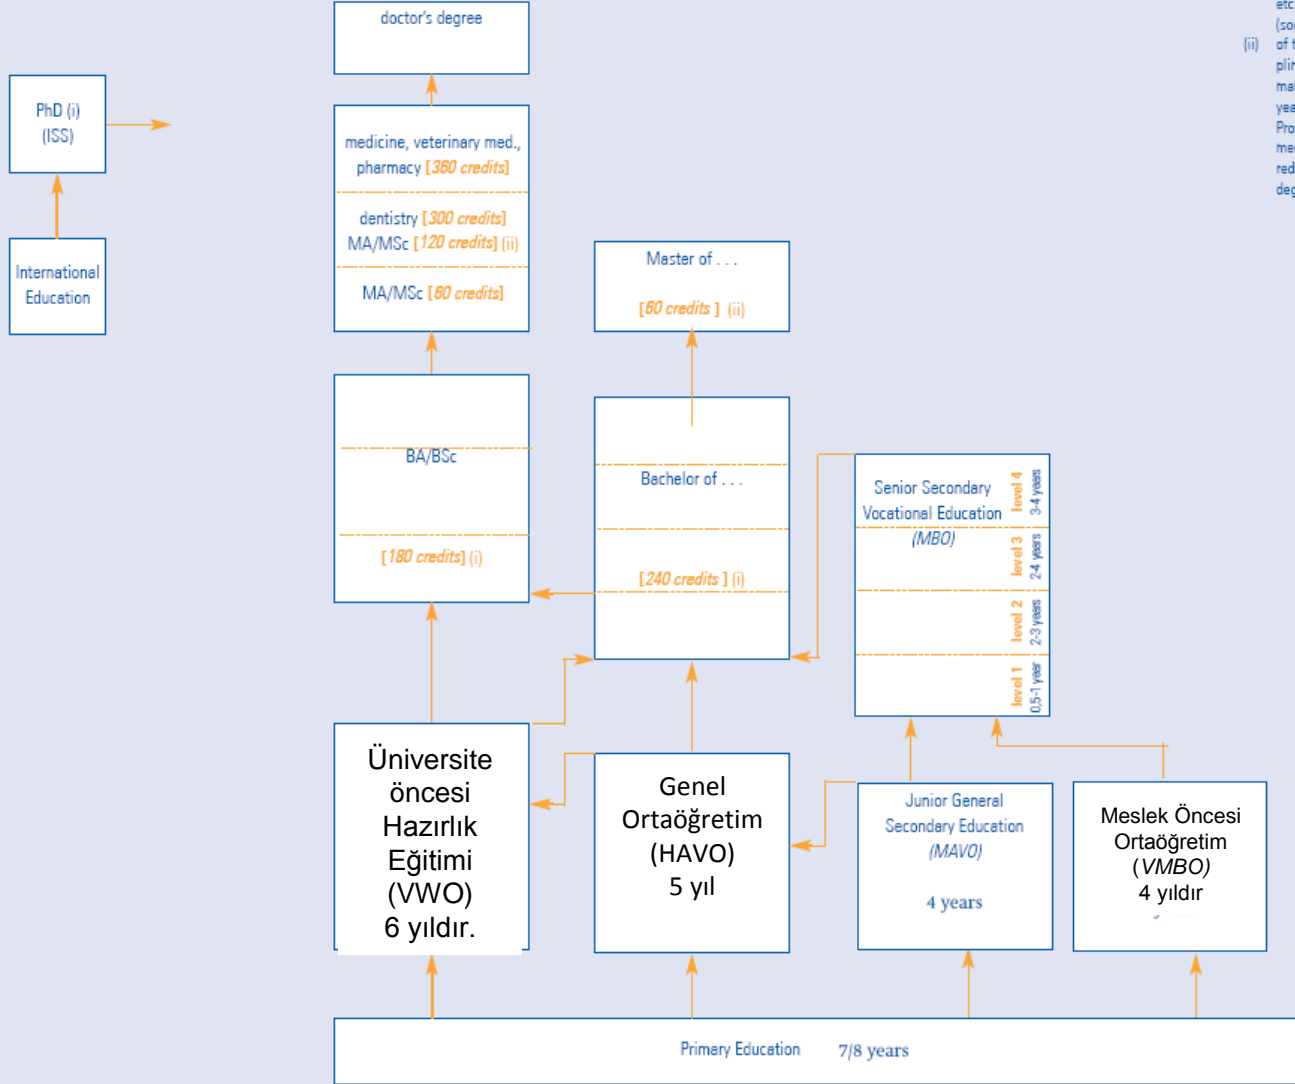 doctor's degree
PhD (i)
(ISS)
International
Education
medicine, veterinary med.,
pharmacy [360 credits]
dentistry [300 credits]
MA/MSc [120 credits] (ii)
MA/MSc [60 credits]
Master of . . .
[60 credits ] (ii)
BA/BSc
[180 credits] (i)
Bachelor of . . .
[240 credits ] (i)
Senior Secondary
Vocational Education
(MBO)
level 4
3-4 years
level 3
2-4 years
level 2
2-3 years
level 1
0,5-1 year
Üniversite
öncesi
Hazırlık
Eğitimi
(VWO)
6 yıldır.
Genel
Ortaöğretim
(HAVO)
5 yıl
Junior General
Secondary Education
(MAVO)
4 years
Meslek Öncesi
Ortaöğretim
(VMBO)
4 yıldır
Primary Education 7/8 years
etc
(ii) of t